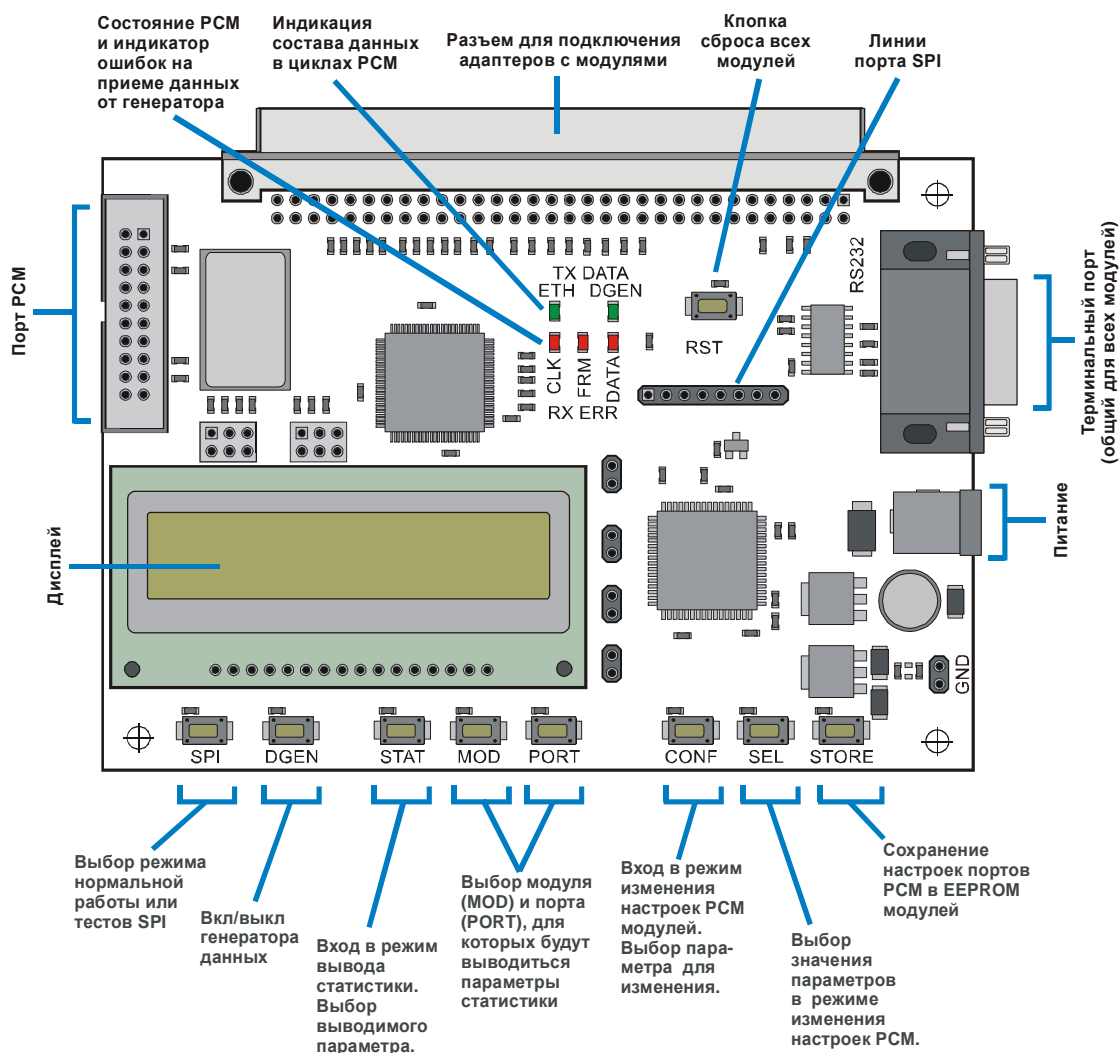 Состояние PCM
и индикатор
ошибок на
приеме данных
от генератора
Индикация
состава данных
в циклах PCM
Разъем для подключения
адаптеров с модулями
Кпопка
сброса всех
модулей
Линии
порта SPI
Порт PCM
TX DATA
ETH DGEN
CLK
FRM
DATA
RX ERR
RST
RS232
Терминальный порт
(общий для всех модулей)
Питание
Дисплей
GND
SPI
DGEN
STAT
MOD
PORT
CONF
SEL
STORE
Выбор режима
нормальной
работы или
тестов SPI
Вкл/выкл
генератора
данных
Вход в режим
вывода
статистики.
Выбор
выводимого
параметра.
Выбор модуля
(MOD) и порта
(PORT), для
которых будут
выводиться
параметры
статистики
Вход в режим
изменения
настроек PCM
модулей.
Выбор пара-
метра для
изменения.
Выбор
значения
параметров
в режиме
изменения
настроек PCM.
Сохранение
настроек портов
PCM в EEPROM
модулей